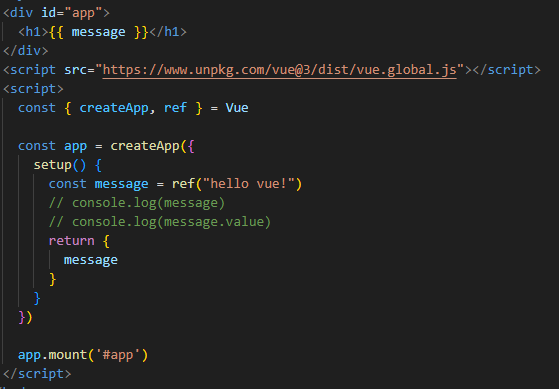 <div id="app">
  <h1>{{ message }}</h1>
</div>
<script src="https://www.unpkg.com/vue@3/dist/vue.global.js"></script>
<script>
  const { createApp, ref } = Vue

  const app = createApp({
    setup() {
      const message = ref("hello vue!")
      // console.log(message)
      // console.log(message.value)
      return {
        message
      }
    }
  })

  app.mount('#app')
</script>